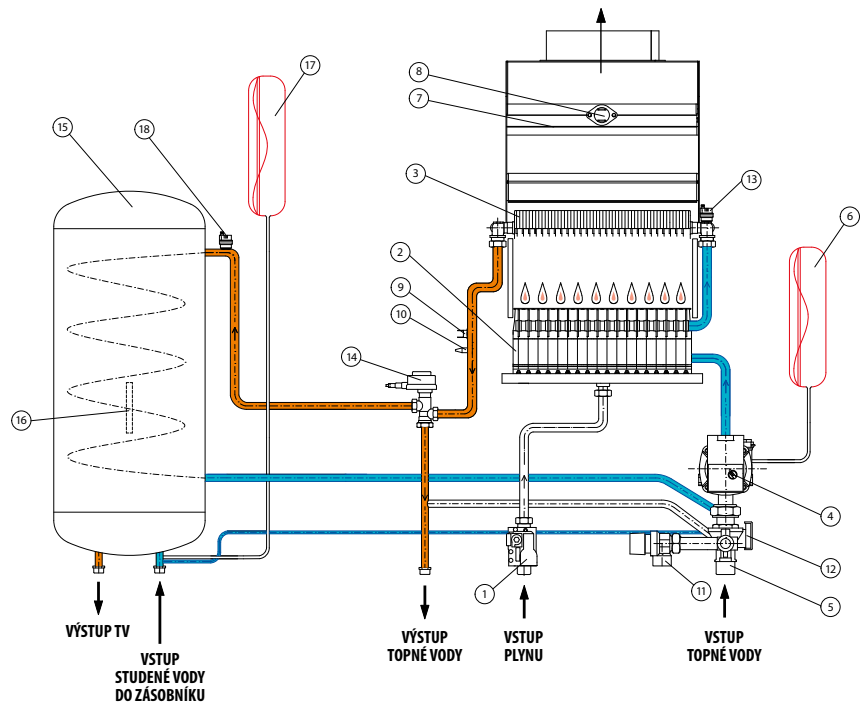 17
8
7
15
18
3
13
6
2
9
10
14
16
4
12
1
11
5
VÝSTUP TV
VSTUP
STUDENÉ VODY
DO ZÁSOBNÍKU
VÝSTUP
TOPNÉ VODY
VSTUP
PLYNU
VSTUP
TOPNÉ VODY